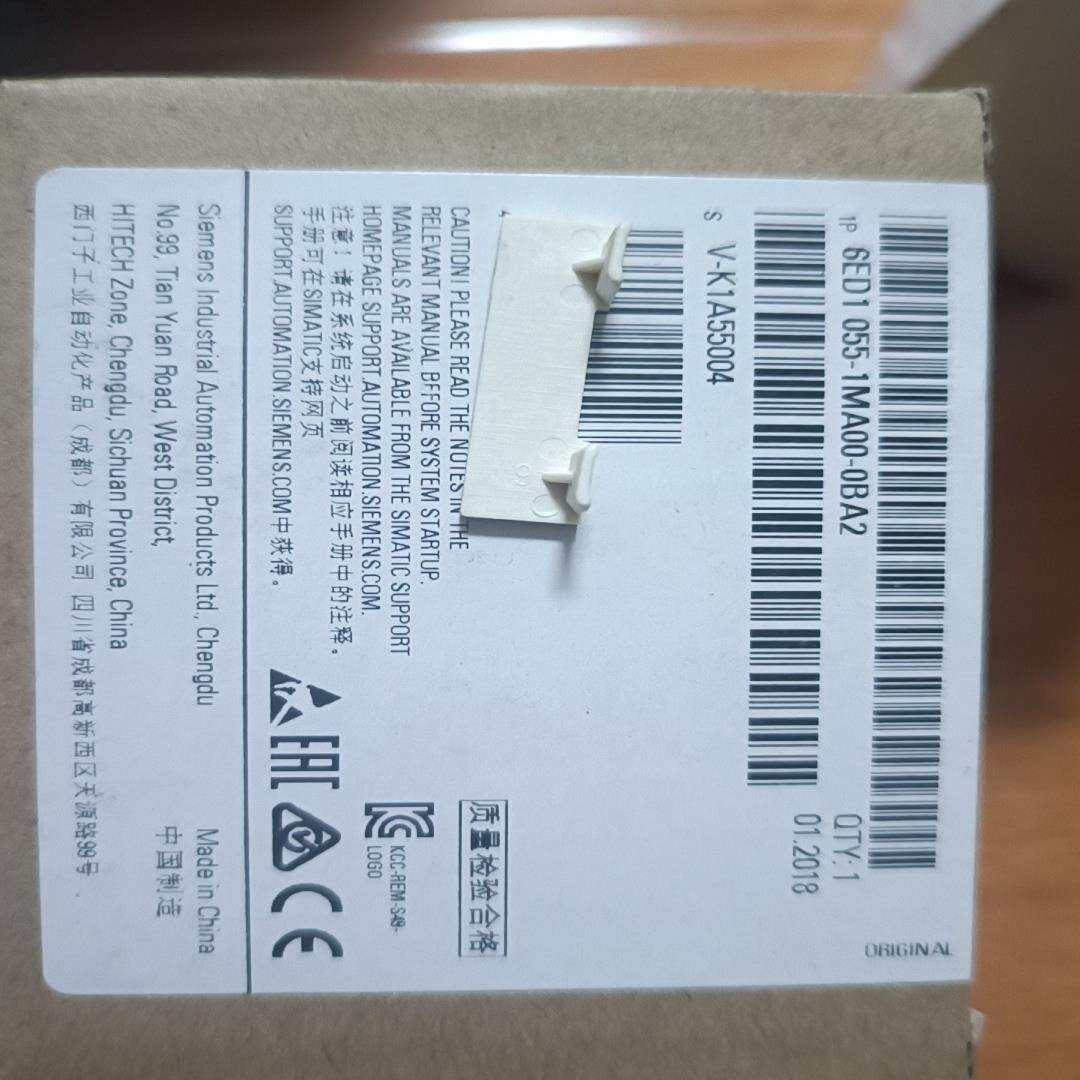 ORIGINAL
1P 6ED1 055-1MA00-0BA2
QTY: 1
01.2018
S V-K1A55004
质量检验合格
CAUTION! PLEASE READ THE NOTES IN THE
RELEVANT MANUAL BEFORE SYSTEM STARTUP.
MANUALS ARE AVAILABLE FROM THE SIMATIC SUPPORT
HOMEPAGE SUPPORT.AUTOMATION.SIEMENS.COM.
注意！请在系统启动之前阅读相应手册中的注释。
手册可在SIMATIC支持网页
SUPPORT.AUTOMATION.SIEMENS.COM中获得。
KCC-REM-S49-
LOGO
EAC
CE
Siemens Industrial Automation Products Ltd., Chengdu
No.99, Tian Yuan Road, West District,
HITECH Zone, Chengdu, Sichuan Province, China
西门子工业自动化产品（成都）有限公司 四川省成都高新西区天源路99号.
Made in China
中国制造